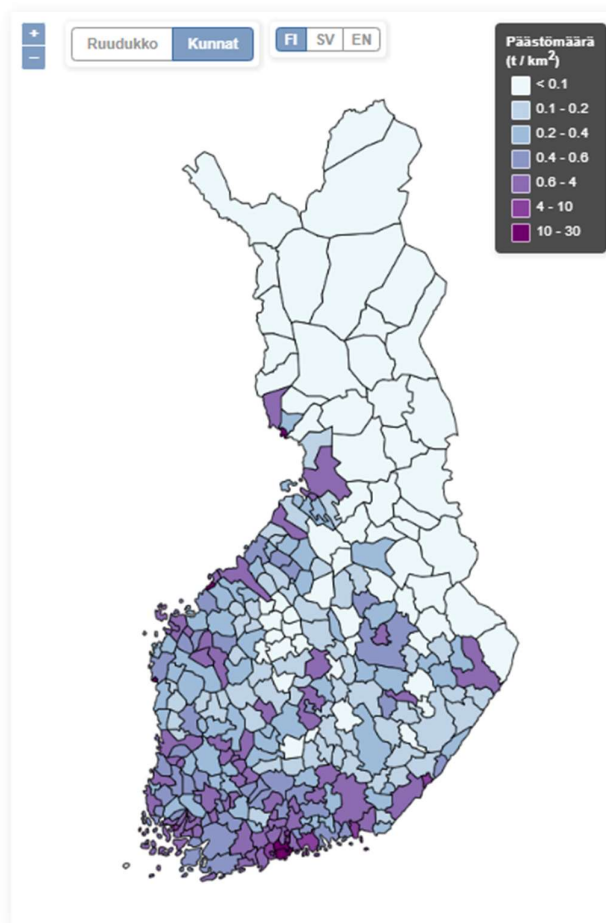 +
Ruudukko Kunnat
FI SV EN
−
Päästömäärä
(t / km²)
< 0.1
0.1 - 0.2
0.2 - 0.4
0.4 - 0.6
0.6 - 4
4 - 10
10 - 30